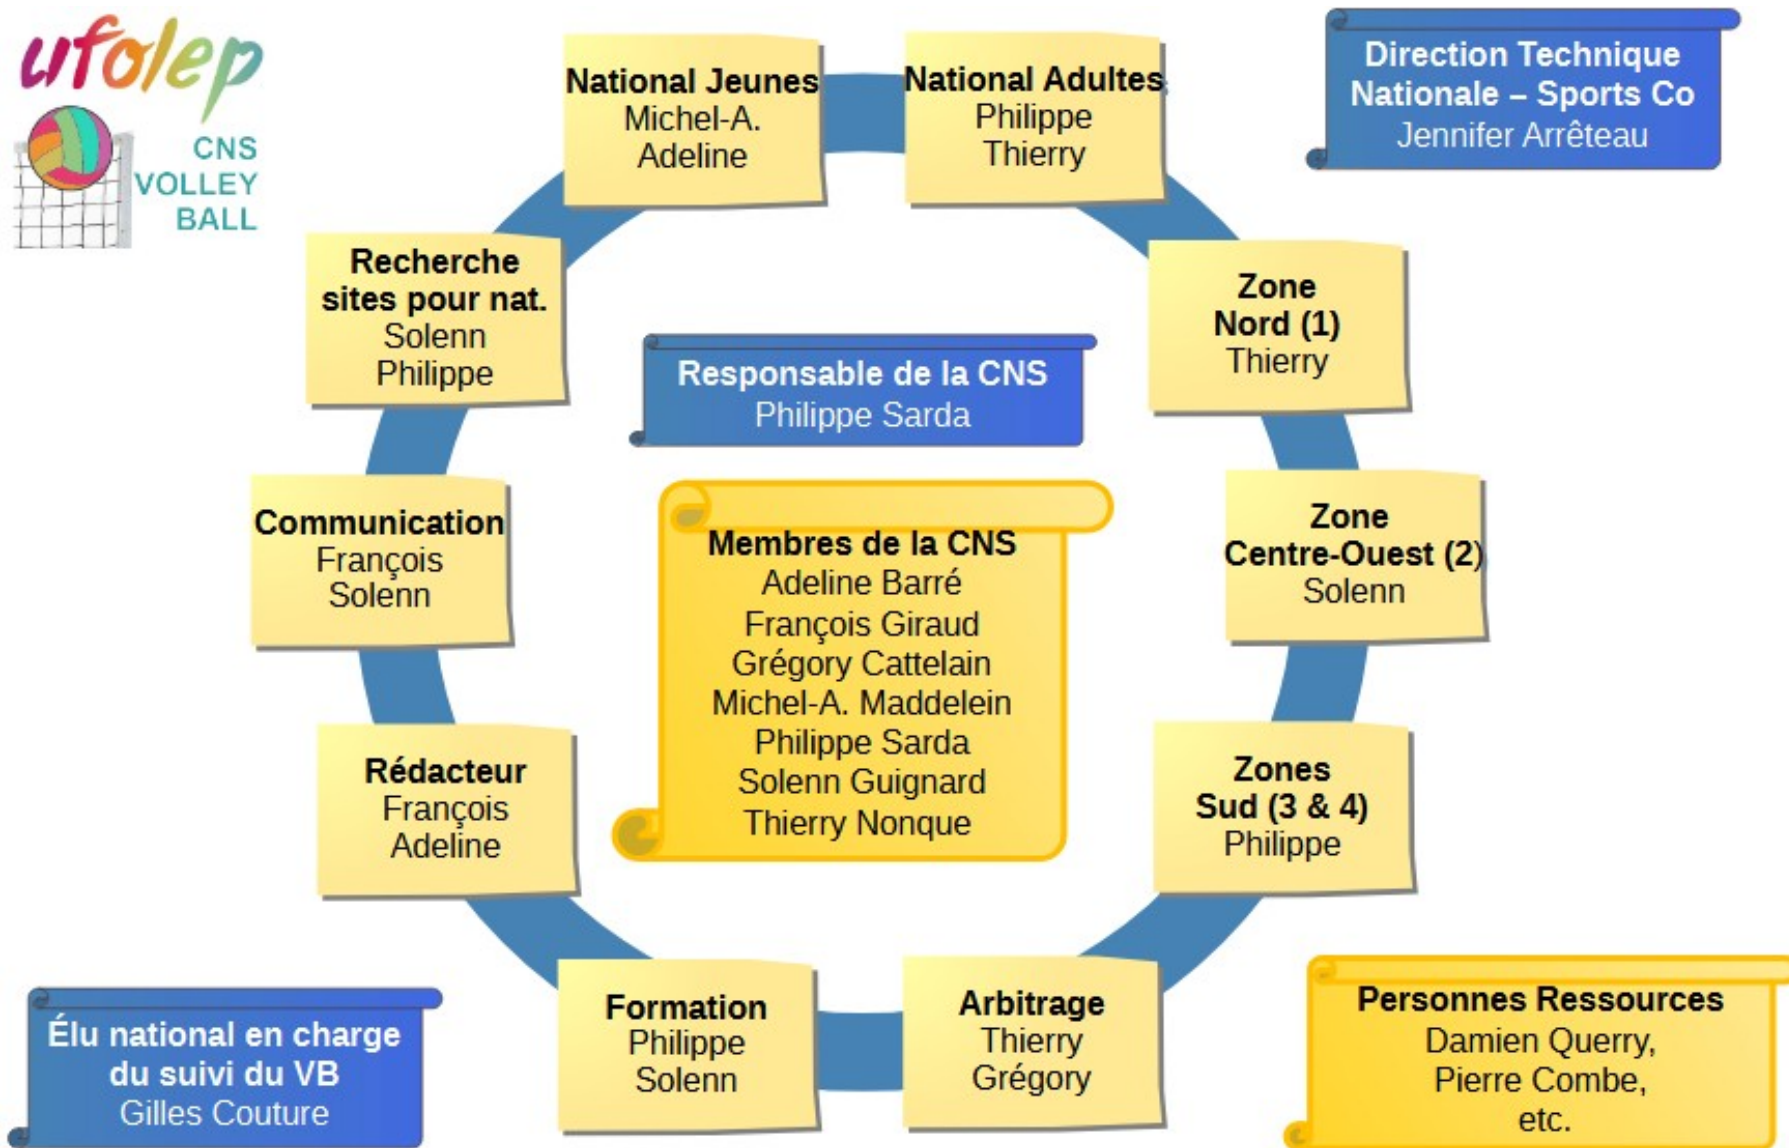 ufolep
CNS
VOLLEY
BALL
National Jeunes
Michel-A.
Adeline
National Adultes
Philippe
Thierry
Direction Technique
Nationale – Sports Co
Jennifer Arrêteau
Recherche
sites pour nat.
Solenn
Philippe
Zone
Nord (1)
Thierry
Responsable de la CNS
Philippe Sarda
Communication
François
Solenn
Membres de la CNS
Adeline Barré
François Giraud
Grégory Cattelain
Michel-A. Maddelein
Philippe Sarda
Solenn Guignard
Thierry Nonque
Zone
Centre-Ouest (2)
Solenn
Rédacteur
François
Adeline
Zones
Sud (3 & 4)
Philippe
Élu national en charge
du suivi du VB
Gilles Couture
Formation
Philippe
Solenn
Arbitrage
Thierry
Grégory
Personnes Ressources
Damien Querry,
Pierre Combe,
etc.